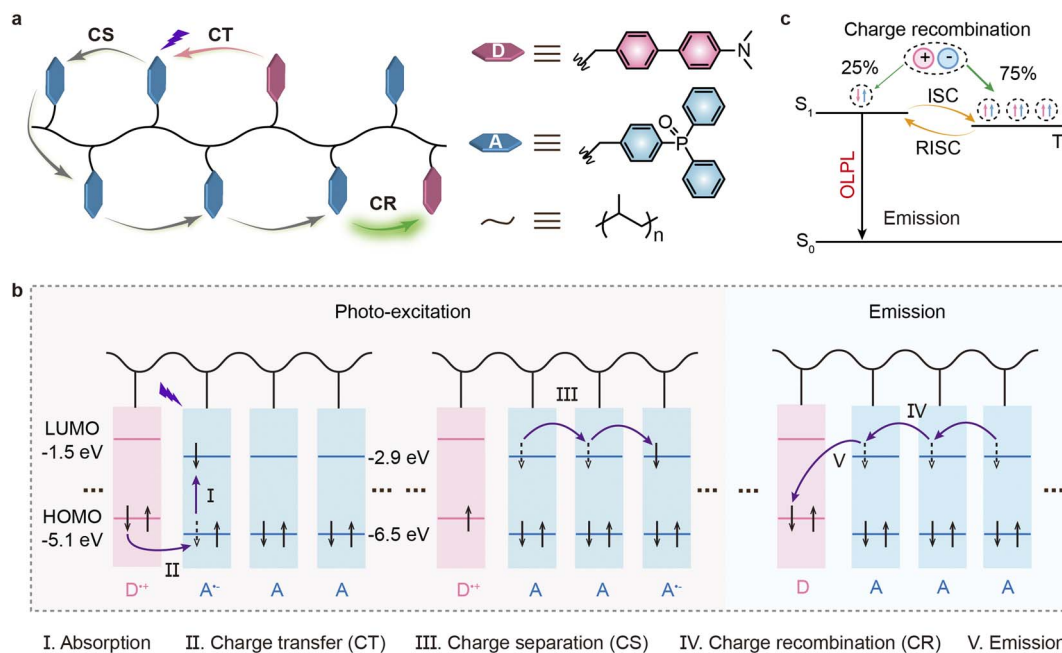 a
CS
CT
CR
D
A
O
P
N
n
c
Charge recombination
+ -
25%
75%
S1
ISC
RISC
T
OLPL
Emission
S0
b
Photo-excitation
Emission
LUMO
-1.5 eV
HOMO
-5.1 eV
I
II
-2.9 eV
-6.5 eV
III
IV
V
...
... ...
... ...
...
D•+
A•-
A
A
D•+
A
A
A•-
D
A
A
A
I. Absorption II. Charge transfer (CT) III. Charge separation (CS) IV. Charge recombination (CR) V. Emission